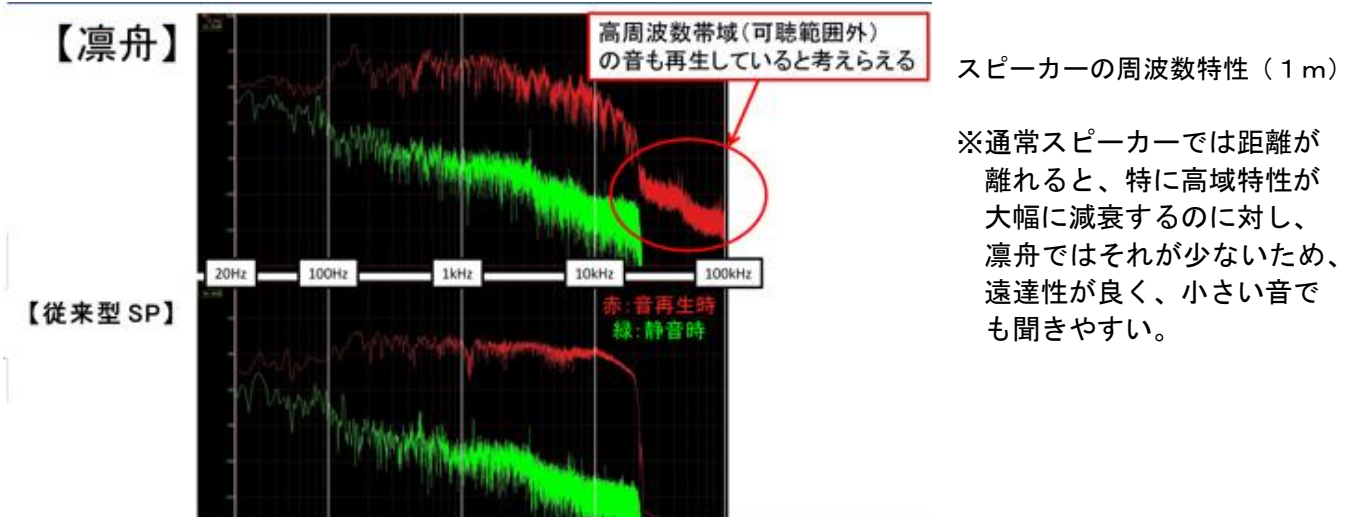 【凛舟】
高周波数帯域（可聴範囲外）
の音も再生していると考えらえる
スピーカーの周波数特性（１ｍ）
※通常スピーカーでは距離が
離れると、特に高域特性が
大幅に減衰するのに対し、
凛舟ではそれが少ないため、
遠達性が良く、小さい音で
も聞きやすい。
20Hz 100Hz 1kHz 10kHz 100kHz
【従来型 SP】
赤：音再生時
緑：静音時